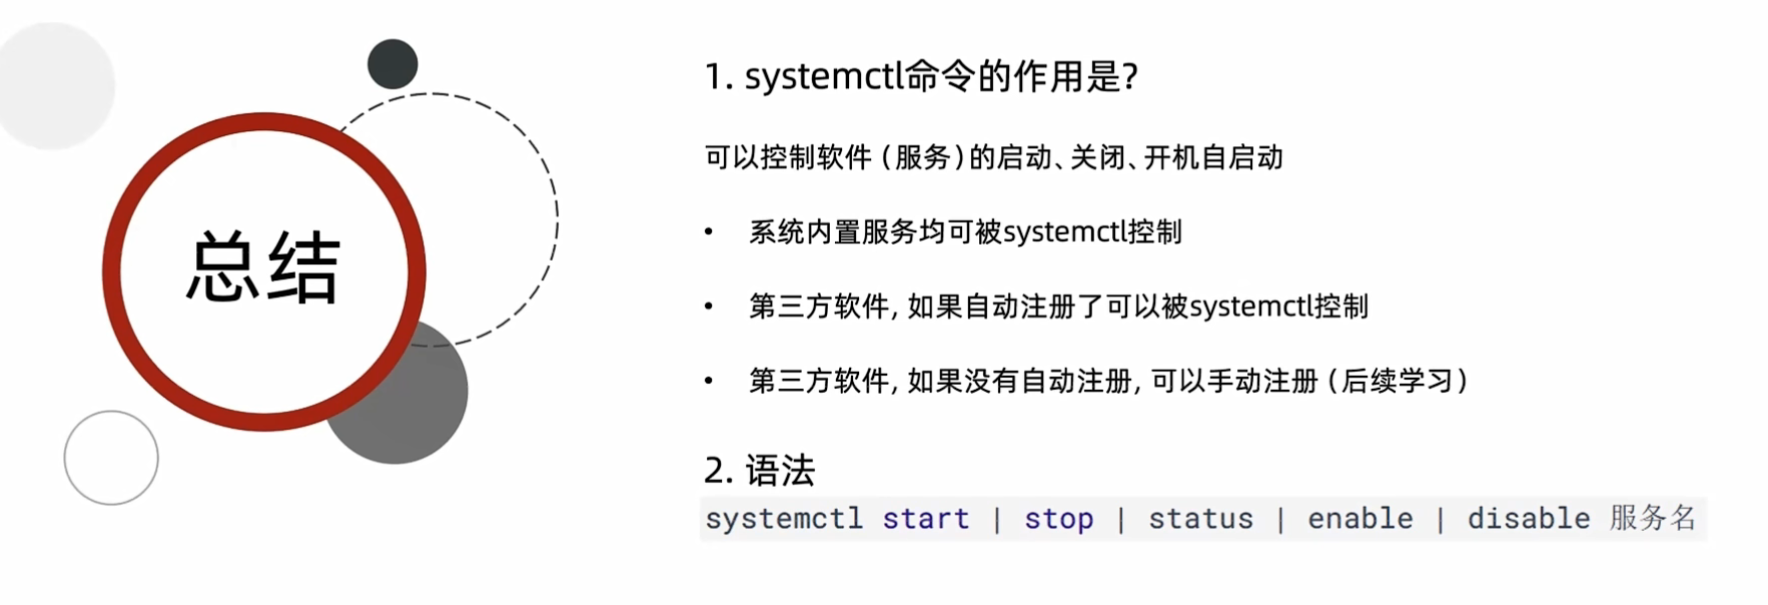 总结
1. systemctl命令的作用是?
可以控制软件(服务)的启动、关闭、开机自启动
• 系统内置服务均可被systemctl控制
• 第三方软件, 如果自动注册了可以被systemctl控制
• 第三方软件, 如果没有自动注册, 可以手动注册(后续学习)
2. 语法
systemctl start | stop | status | enable | disable 服务名